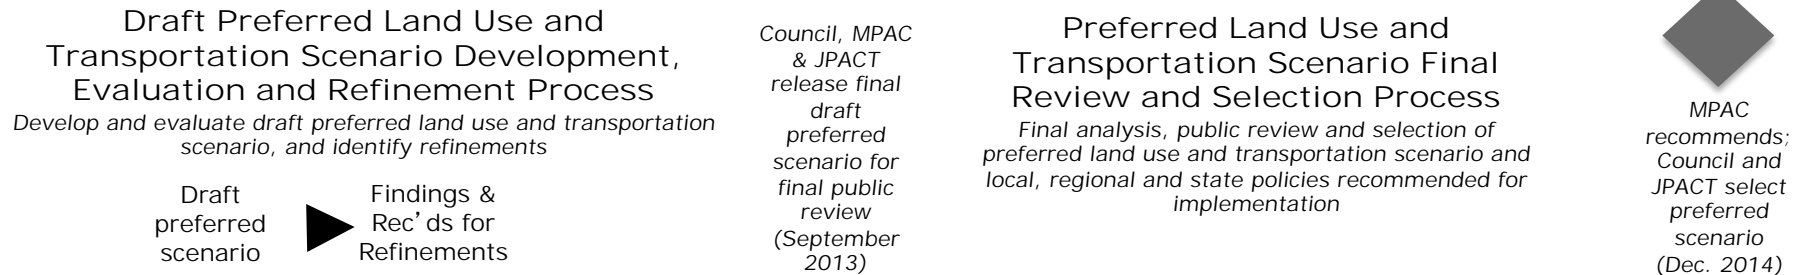 Draft Preferred Land Use and
Transportation Scenario Development,
Evaluation and Refinement Process
Develop and evaluate draft preferred land use and transportation
scenario, and identify refinements
Draft
preferred
scenario
Findings &
Rec'ds for
Refinements
Council, MPAC
& JPACT
release final
draft
preferred
scenario for
final public
review
(September
2013)
Preferred Land Use and
Transportation Scenario Final
Review and Selection Process
Final analysis, public review and selection of
preferred land use and transportation scenario and
local, regional and state policies recommended for
implementation
MPAC
recommends;
Council and
JPACT select
preferred
scenario
(Dec. 2014)